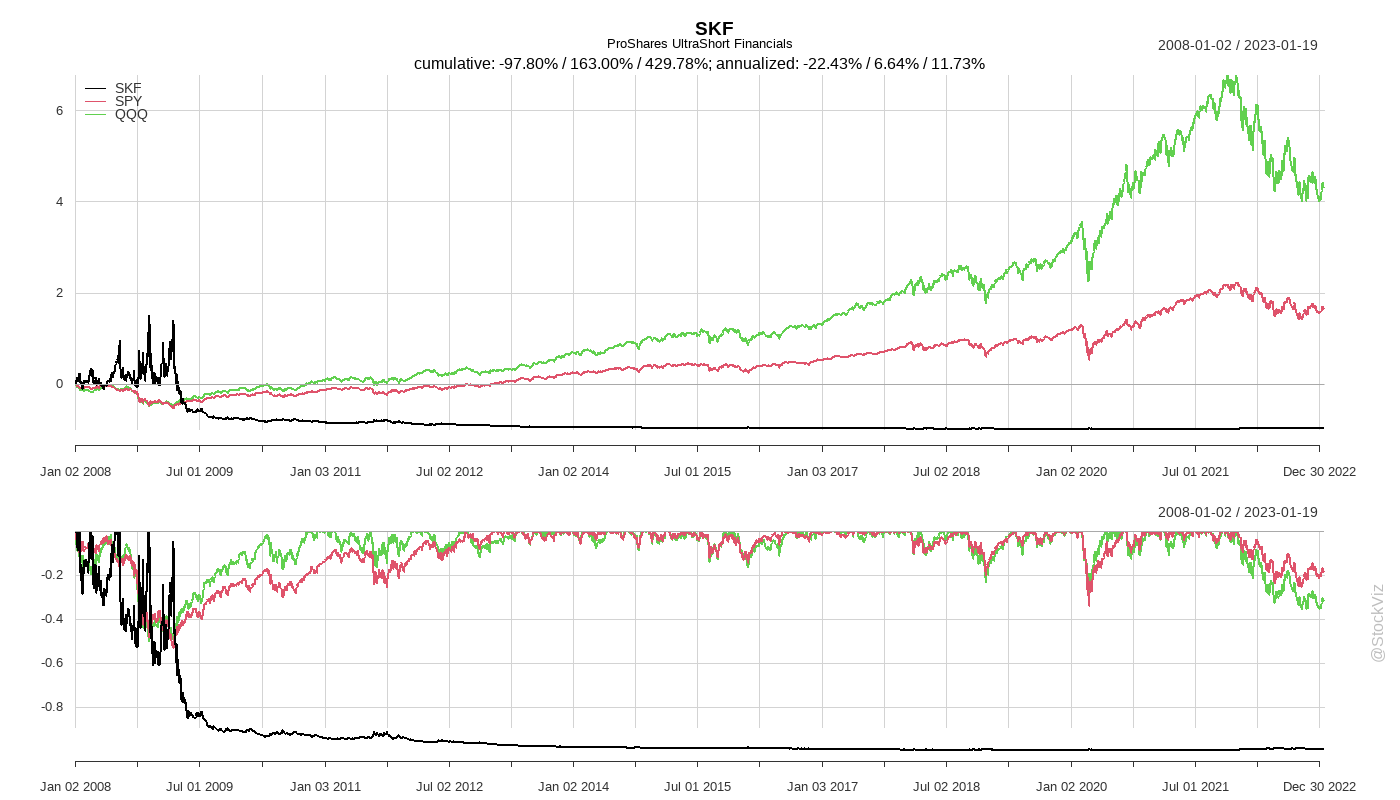 SKF
ProShares UltraShort Financials
2008-01-02 / 2023-01-19
cumulative: -97.80% / 163.00% / 429.78%; annualized: -22.43% / 6.64% / 11.73%
SKF
SPY
QQQ
6
4
2
0
Jan 02 2008 Jul 01 2009 Jan 03 2011 Jul 02 2012 Jan 02 2014 Jul 01 2015 Jan 03 2017 Jul 02 2018 Jan 02 2020 Jul 01 2021 Dec 30 2022
2008-01-02 / 2023-01-19
-0.2
-0.4
-0.6
-0.8
Jan 02 2008 Jul 01 2009 Jan 03 2011 Jul 02 2012 Jan 02 2014 Jul 01 2015 Jan 03 2017 Jul 02 2018 Jan 02 2020 Jul 01 2021 Dec 30 2022
@StockViz